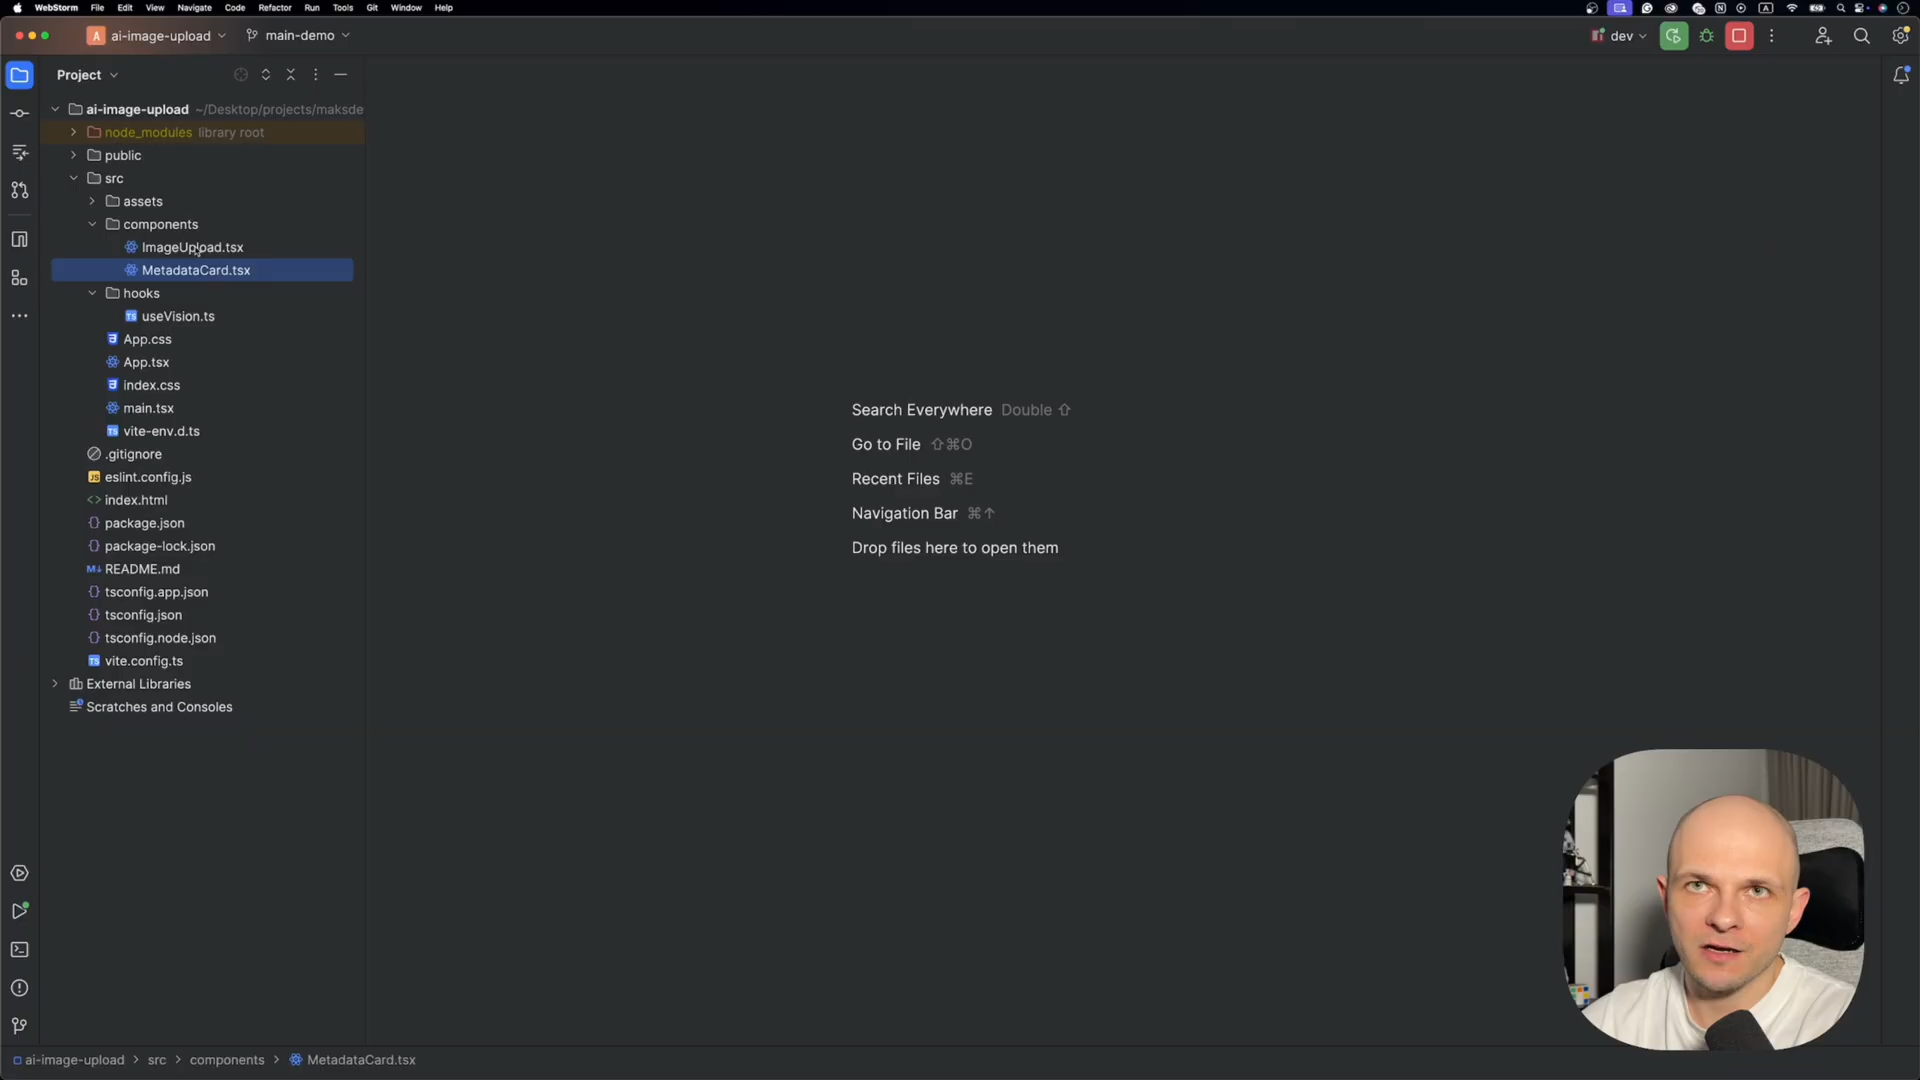 WebStorm File Edit View Navigate Code Refactor Run Tools Git Window Help
A ai-image-upload main-demo dev
Project
ai-image-upload ~/Desktop/projects/maksde
node_modules library root
public
src
assets
components
ImageUpload.tsx
MetadataCard.tsx
hooks
TS useVision.ts
App.css
App.tsx
index.css
main.tsx
TS vite-env.d.ts
.gitignore
JS eslint.config.js
<> index.html
{} package.json
{} package-lock.json
M↓ README.md
{} tsconfig.app.json
{} tsconfig.json
{} tsconfig.node.json
TS vite.config.ts
External Libraries
Scratches and Consoles
Search Everywhere Double ⇧
Go to File ⇧⌘O
Recent Files ⌘E
Navigation Bar ⌘↑
Drop files here to open them
ai-image-upload > src > components > MetadataCard.tsx